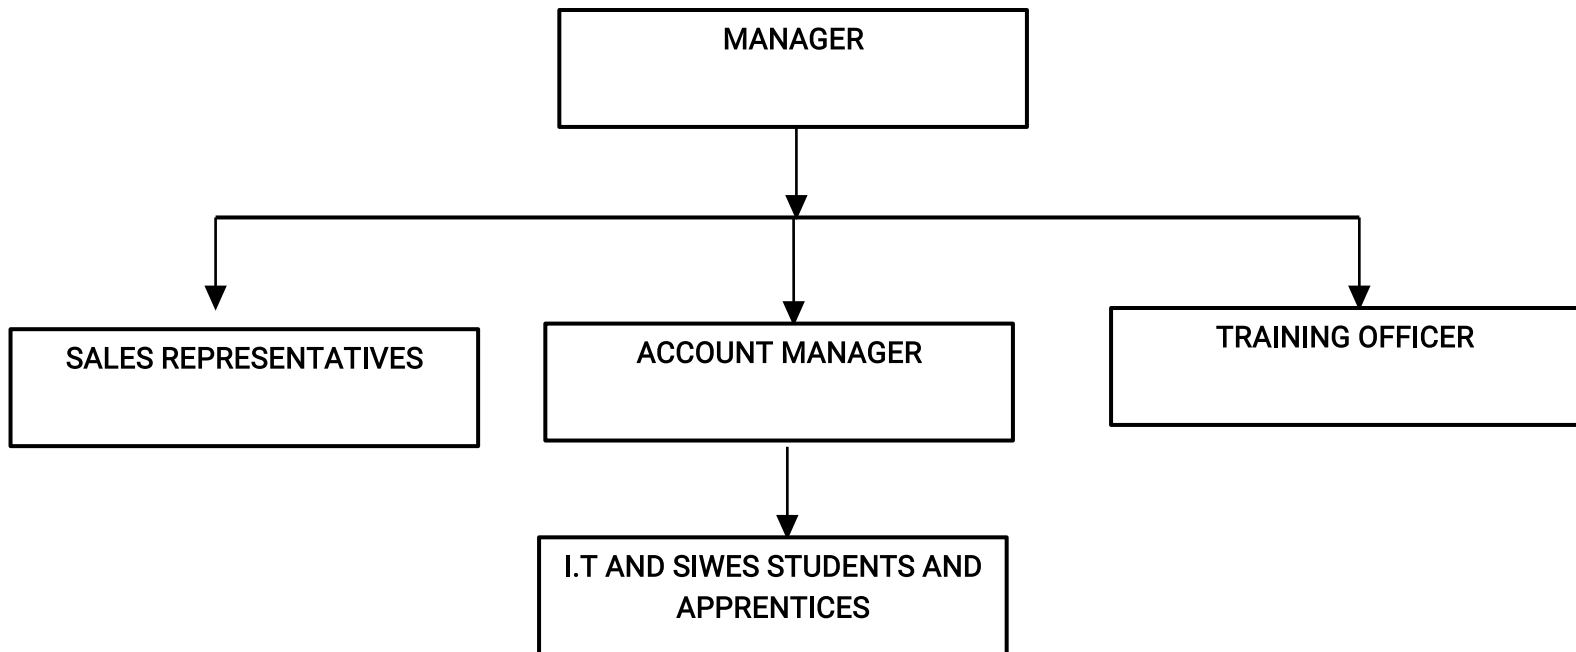 MANAGER
SALES REPRESENTATIVES
ACCOUNT MANAGER
TRAINING OFFICER
I.T AND SIWES STUDENTS AND
APPRENTICES